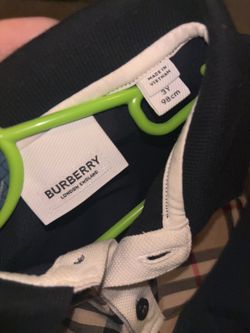 BURBERRY
LONDON ENGLAND
MADE IN
VIETNAM
3Y
98cm